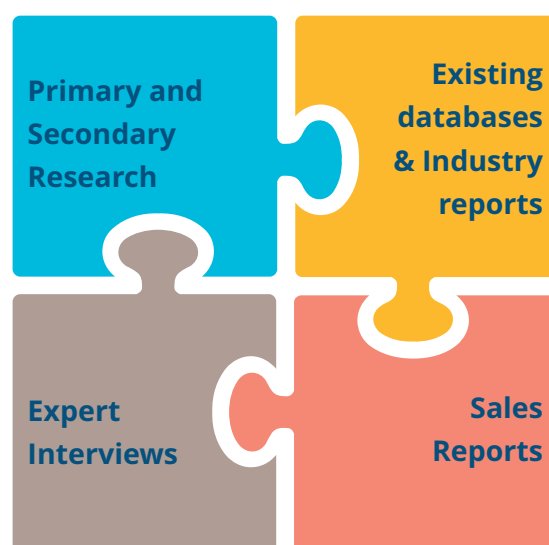 Primary and
Secondary
Research
Existing
databases
& Industry
reports
Expert
Interviews
Sales
Reports